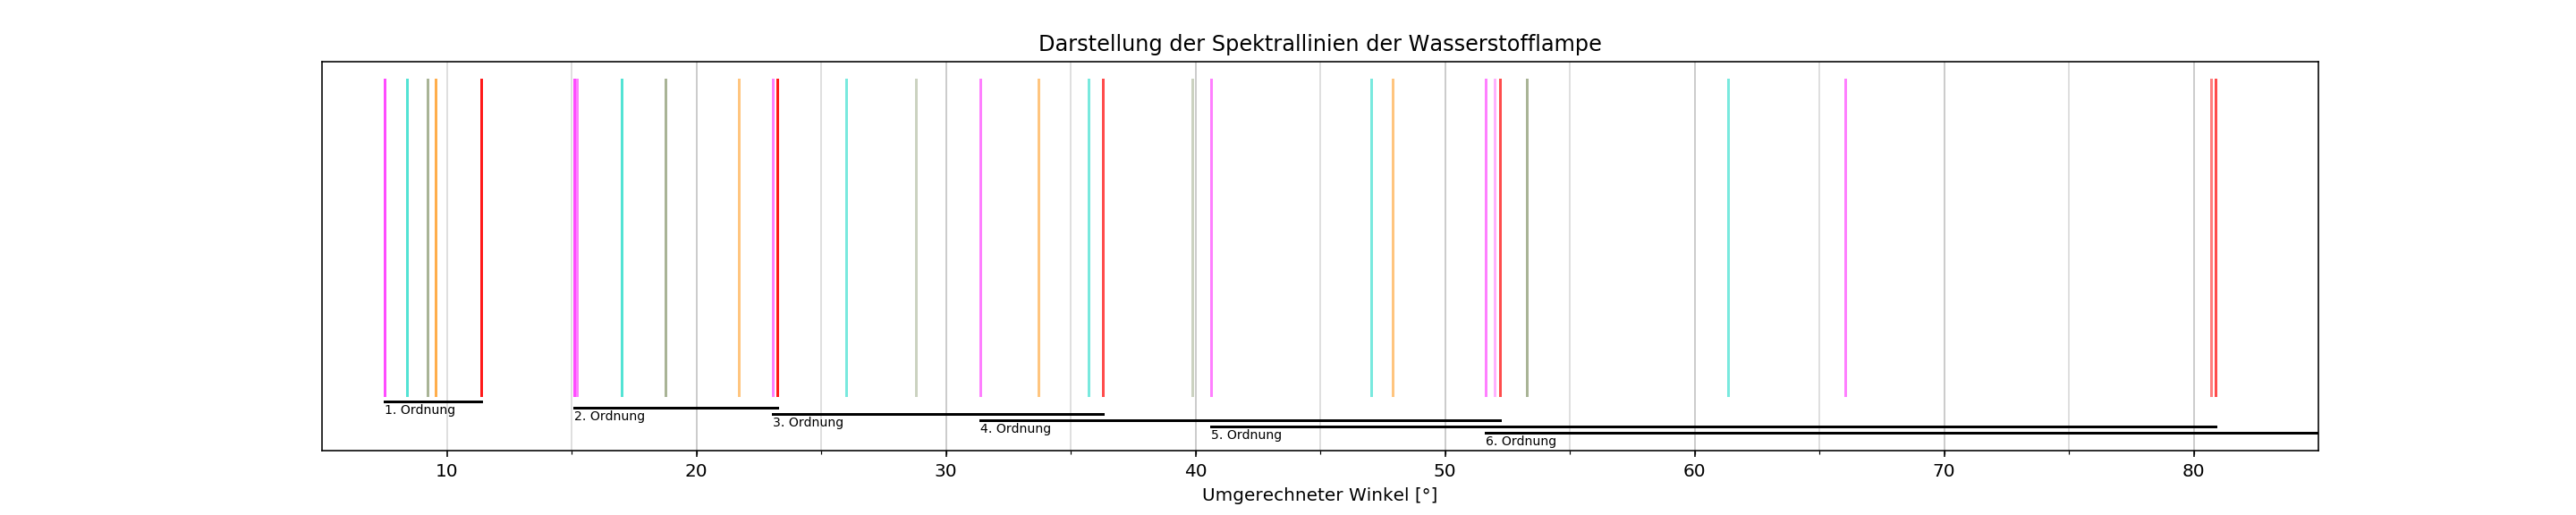 Darstellung der Spektrallinien der Wasserstofflampe
1. Ordnung
2. Ordnung
3. Ordnung
4. Ordnung
5. Ordnung
6. Ordnung
10 20 30 40 50 60 70 80
Umgerechneter Winkel [°]